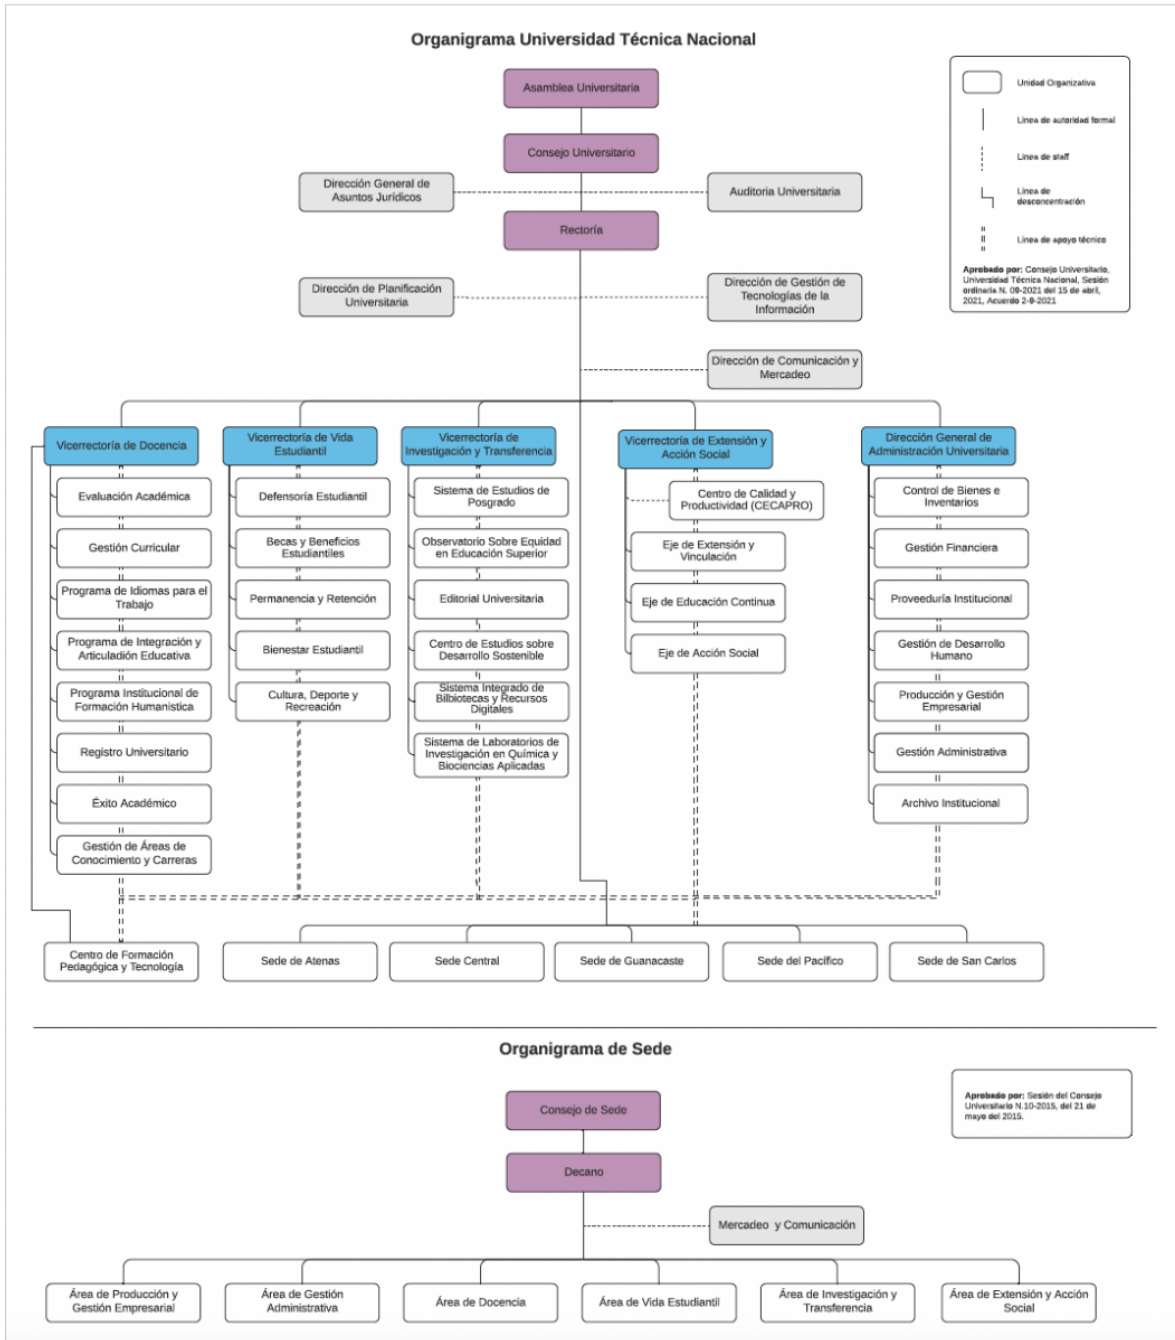 Organigrama Universidad Técnica Nacional
Asamblea Universitaria
Consejo Universitario
Dirección General de
Asuntos Jurídicos
Auditoria Universitaria
Rectoría
Dirección de Planificación
Universitaria
Dirección de Gestión de
Tecnologías de la
Información
Dirección de Comunicación y
Mercadeo
Unidad Organizativa
Línea de autoridad formal
Línea de staff
Línea de
desconcentración
Línea de apoyo técnico
Aprobado por: Consejo Universitario,
Universidad Técnica Nacional, Sesión
ordinaria N. 09-2021 del 15 de abril,
2021, Acuerdo 2-9-2021
Vicerrectoría de Docencia
Evaluación Académica
Gestión Curricular
Programa de Idiomas para el
Trabajo
Programa de Integración y
Articuladión Educativa
Programa Institucional de
Formación Humanistica
Registro Universitario
Éxito Académico
Gestión de Áreas de
Conocimiento y Carreras
Vicerrectoría de Vida
Estudiantil
Defensoría Estudiantil
Becas y Beneficios
Estudiantiles
Permanencia y Retención
Bienestar Estudiantil
Cultura, Deporte y
Recreación
Vicerrectoría de
Investigación y Transferencia
Sistema de Estudios de
Posgrado
Observatorio Sobre Equidad
en Educación Superior
Editorial Universitaria
Centro de Estudios sobre
Desarrollo Sostenible
Sistema Integrado de
Bilbiotecas y Recursos
Digitales
Sistema de Laboratorios de
Investigación en Química y
Biociencias Aplicadas
Vicerrectoría de Extensión y
Acción Social
Centro de Calidad y
Productividad (CECAPRO)
Eje de Extensión y
Vinculación
Eje de Educación Continua
Eje de Acción Social
Dirección General de
Administración Universitaria
Control de Bienes e
Inventarios
Gestión Financiera
Proveeduría Institucional
Gestión de Desarrollo
Humano
Producción y Gestión
Empresarial
Gestión Administrativa
Archivo Institucional
Centro de Formación
Pedagógica y Tecnología
Sede de Atenas
Sede Central
Sede de Guanacaste
Sede del Pacífico
Sede de San Carlos
Organigrama de Sede
Consejo de Sede
Decano
Mercadeo y Comunicación
Aprobado por: Sesión del Consejo
Universitario N.10-2015, del 21 de
mayo del 2015.
Área de Producción y
Gestión Empresarial
Área de Gestión
Administrativa
Área de Docencia
Área de Vida Estudiantil
Área de Investigación y
Transferencia
Área de Extensión y Acción
Social